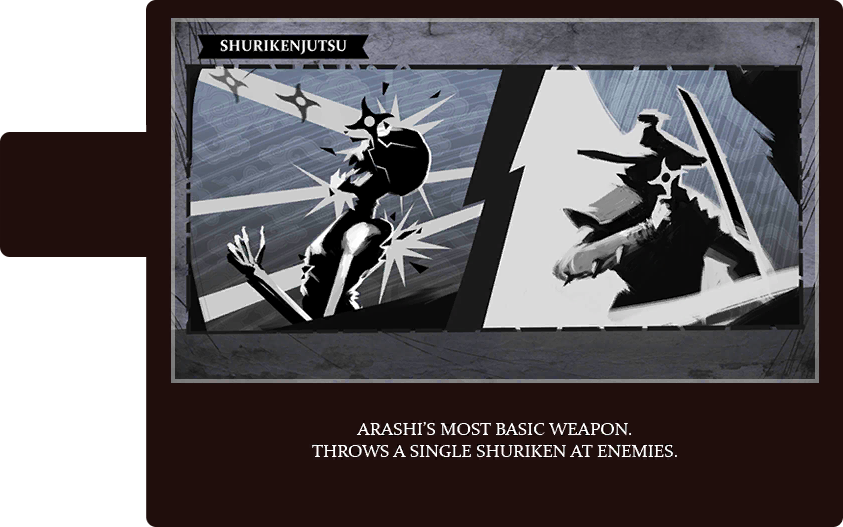 SHURIKENJUTSU
ARASHI'S MOST BASIC WEAPON.
THROWS A SINGLE SHURIKEN AT ENEMIES.